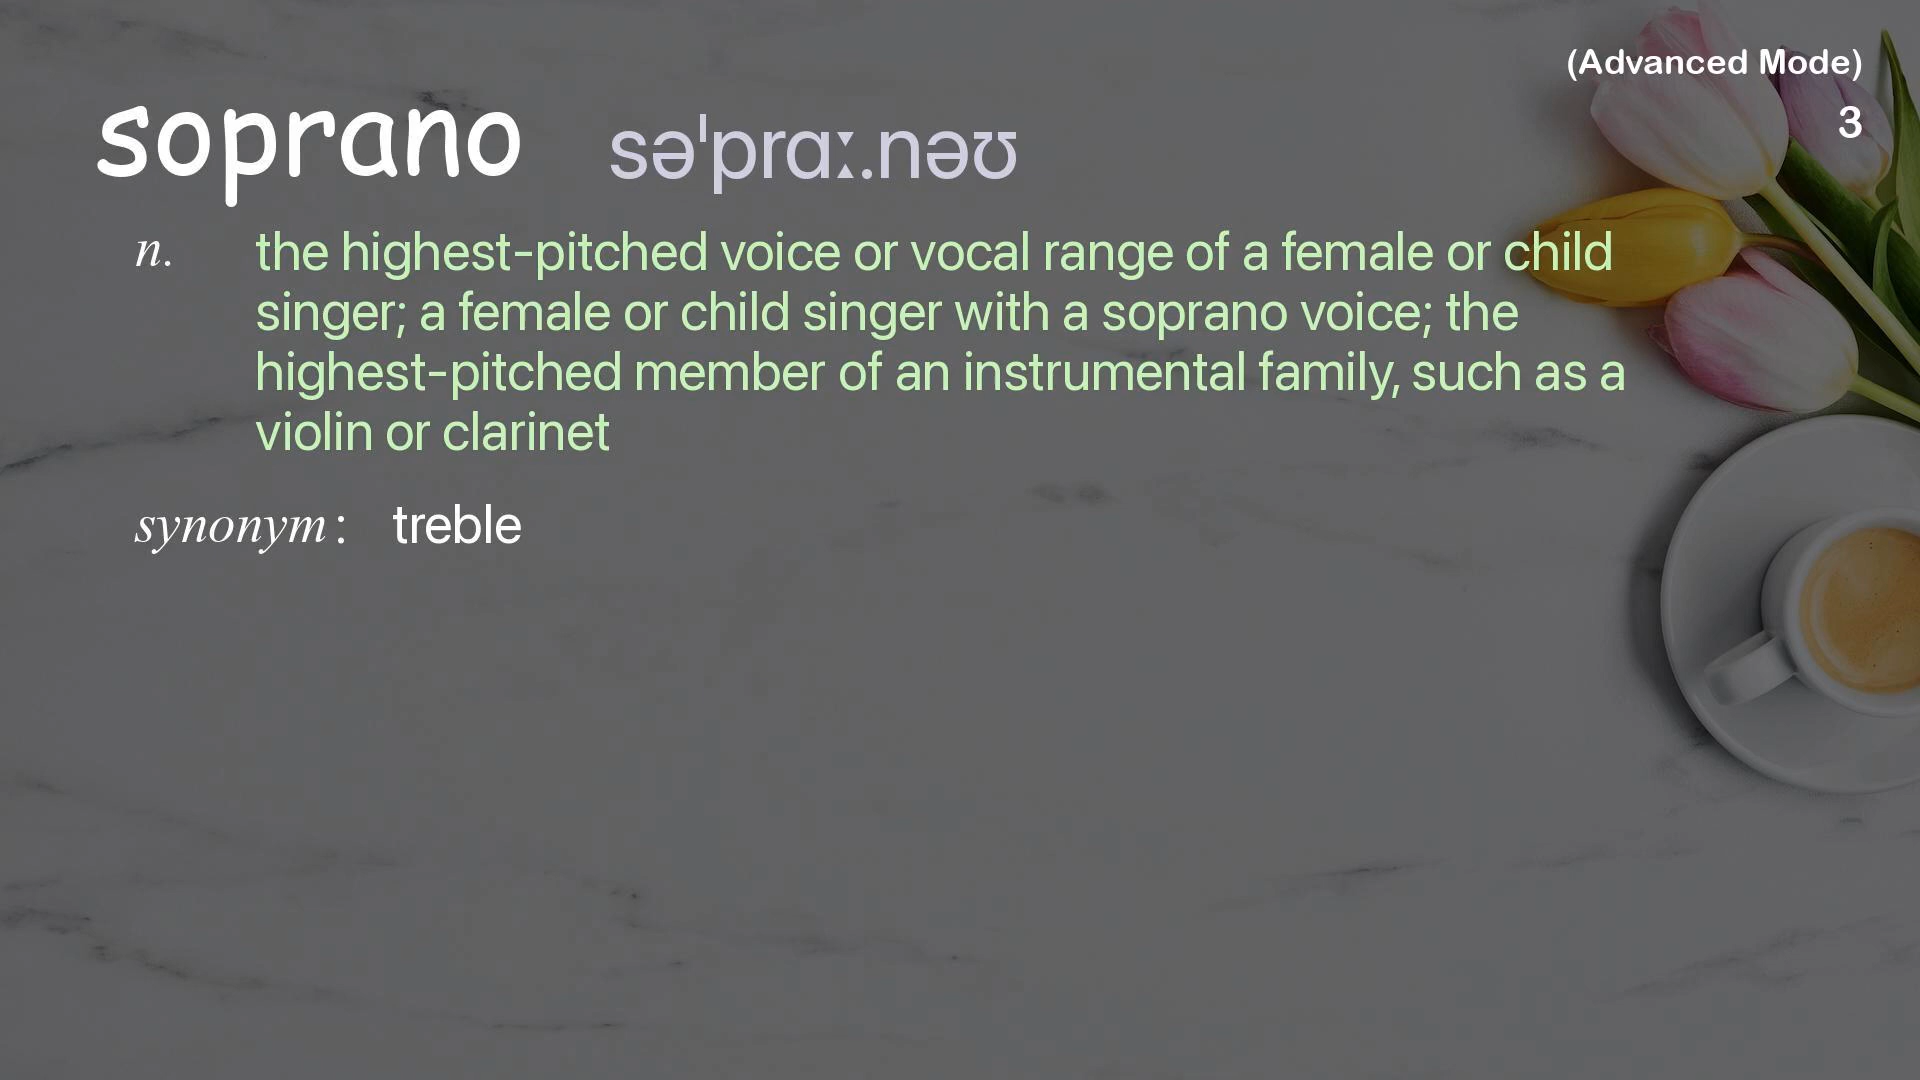 (Advanced Mode)
3
soprano səˈprɑː.nəʊ
n. the highest-pitched voice or vocal range of a female or child
singer; a female or child singer with a soprano voice; the
highest-pitched member of an instrumental family, such as a
violin or clarinet
synonym: treble